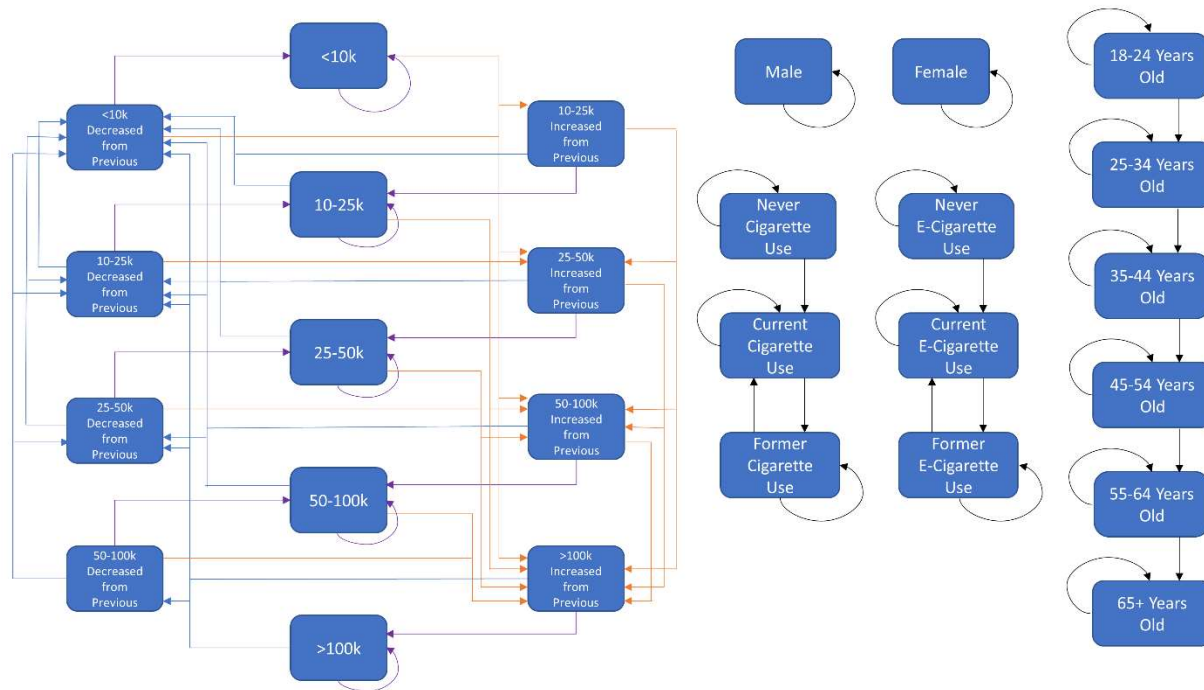 <10k
<10k
Decreased
from
Previous
10-25k
Increased
from
Previous
10-25k
10-25k
Decreased
from
Previous
25-50k
Increased
from
Previous
25-50k
25-50k
Decreased
from
Previous
50-100k
Increased
from
Previous
50-100k
50-100k
Decreased
from
Previous
>100k
Increased
from
Previous
>100k
Male
Female
Never
Cigarette
Use
Never
E-Cigarette
Use
Current
Cigarette
Use
Current
E-Cigarette
Use
Former
Cigarette
Use
Former
E-Cigarette
Use
18-24 Years
Old
25-34 Years
Old
35-44 Years
Old
45-54 Years
Old
55-64 Years
Old
65+ Years
Old